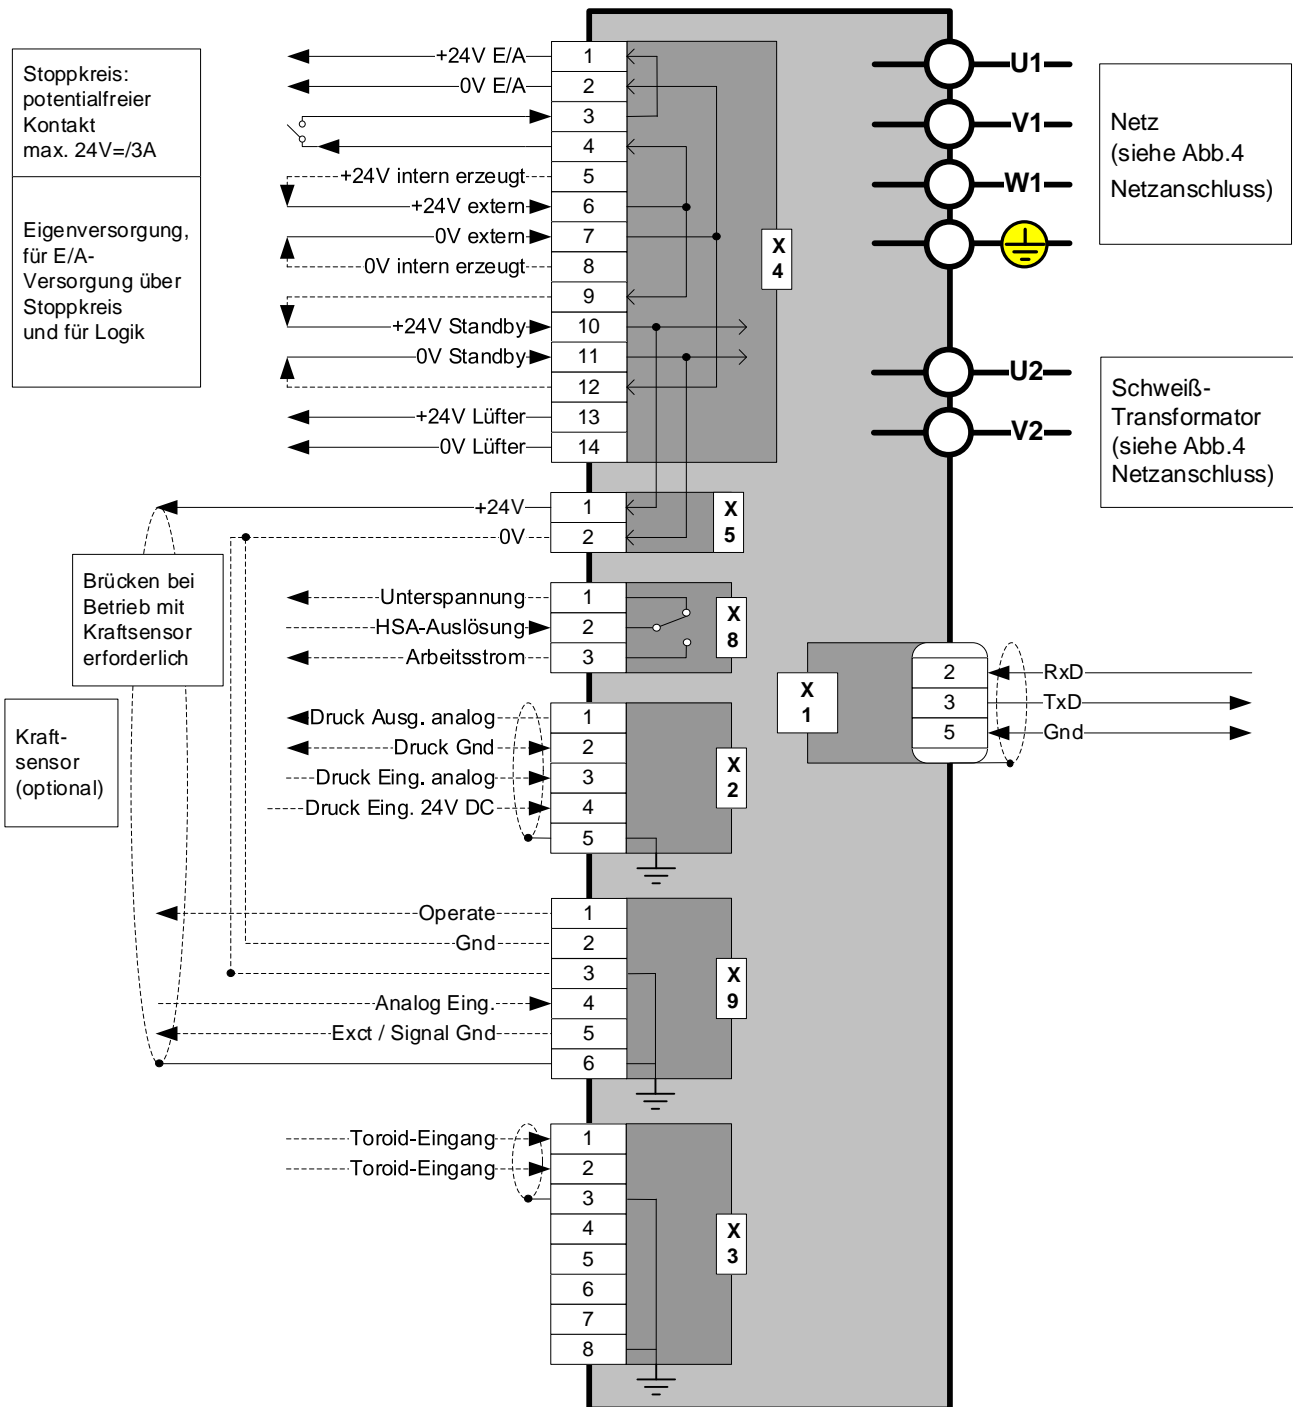 Stoppkreis:
potentialfreier
Kontakt
max. 24V=/3A
Eigenversorgung,
für E/A-
Versorgung über
Stoppkreis
und für Logik
+24V E/A 1
0V E/A 2
3
4
+24V intern erzeugt 5
+24V extern 6
0V extern 7
0V intern erzeugt 8
9
+24V Standby 10
0V Standby 11
12
+24V Lüfter 13
0V Lüfter 14
X
4
U1
V1
W1
Netz
(siehe Abb.4
Netzanschluss)
U2
V2
Schweiß-
Transformator
(siehe Abb.4
Netzanschluss)
+24V 1
0V 2
X
5
Brücken bei
Betrieb mit
Kraftsensor
erforderlich
Unterspannung 1
HSA-Auslösung 2
Arbeitsstrom 3
X
8
X
1
2 RxD
3 TxD
5 Gnd
Kraft-
sensor
(optional)
Druck Ausg. analog 1
Druck Gnd 2
Druck Eing. analog 3
Druck Eing. 24V DC 4
5
X
2
Operate 1
Gnd 2
3
Analog Eing. 4
Exct / Signal Gnd 5
6
X
9
Toroid-Eingang 1
Toroid-Eingang 2
3
4
5
6
7
8
X
3